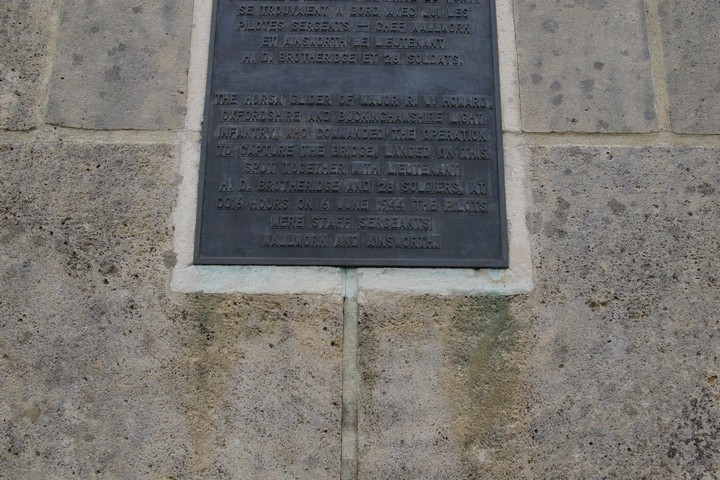 SE TROUVAIENT A BORD AVEC LUI LES
PILOTES SERGENTS — CHEF WALLWORK
ET AINSWORTH LE LIEUTENANT
H. D. BROTHERIDGE ET 28 SOLDATS.
THE HORSA GLIDER OF MAJOR R. J. HOWARD,
OXFORDSHIRE AND BUCKINGHAMSHIRE LIGHT
INFANTRY, WHO COMMANDED THE OPERATION
TO CAPTURE THE BRIDGE, LANDED ON THIS
SPOT TOGETHER WITH LIEUTENANT
H. D. BROTHERIDGE AND 28 SOLDIERS, AT
0016 HOURS ON 6 JUNE 1944 THE PILOTS
WERE STAFF SERGEANTS
WALLWORK AND AINSWORTH.